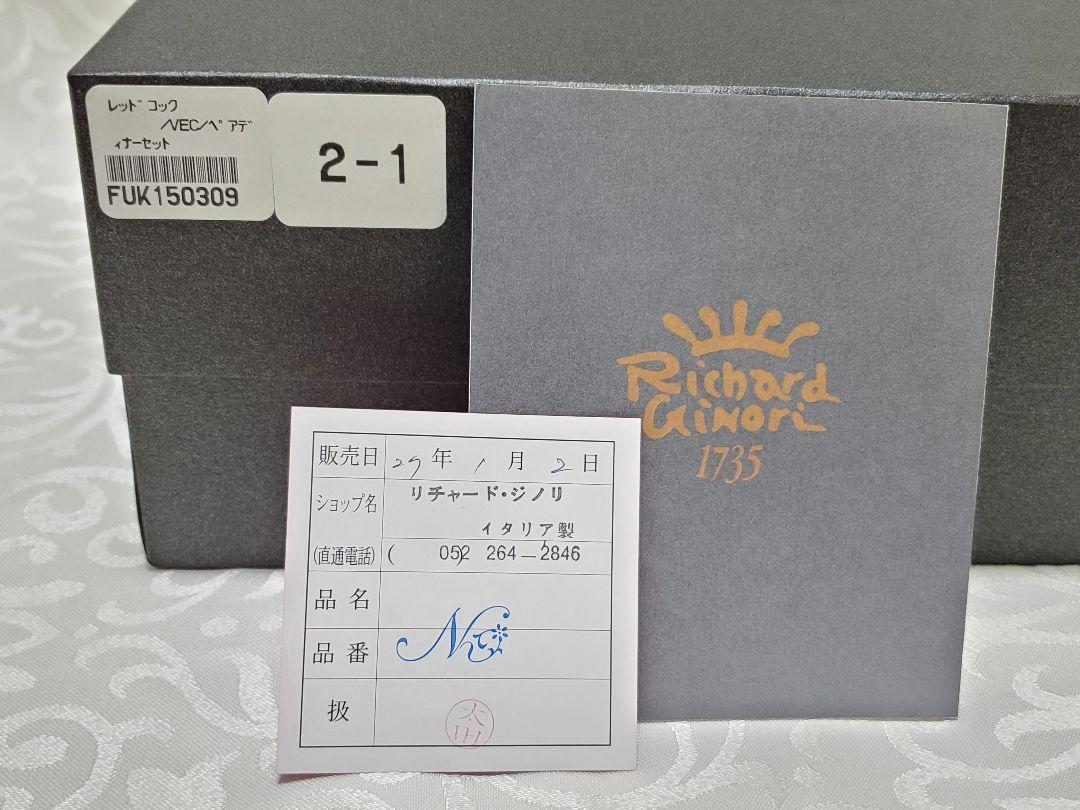 レッドコック
/VEC/ペアデ
ィナーセット
FUK150309
2-1
Richard
Ginori
1735
販売日 29年 1月 2日
ショップ名 リチャード・ジノリ
イタリア製
(直通電話) ( 052) 264-2846
品名
品番
扱